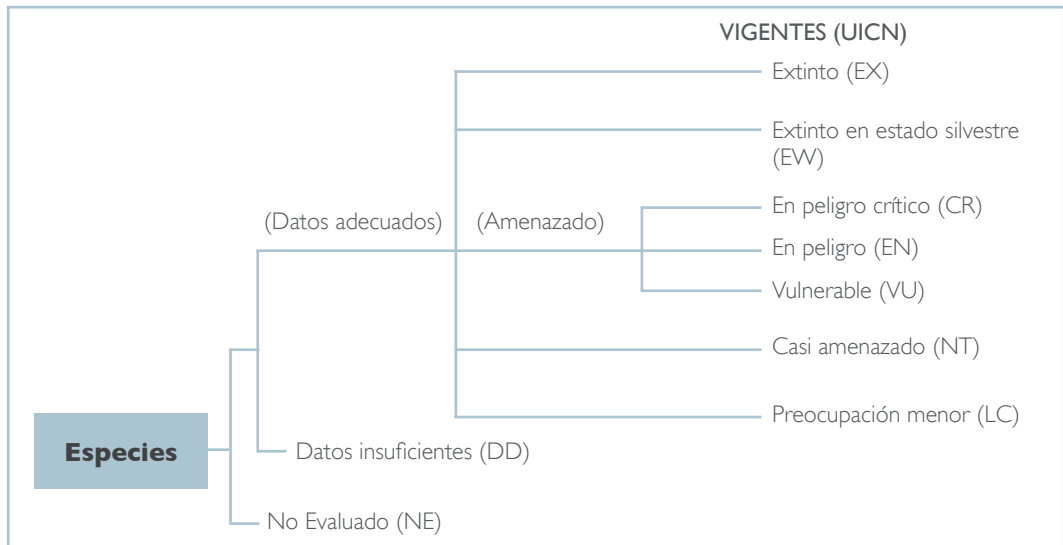 VIGENTES (UICN)
Extinto (EX)
Extinto en estado silvestre
(EW)
(Datos adecuados)
(Amenazado)
En peligro crítico (CR)
En peligro (EN)
Vulnerable (VU)
Casi amenazado (NT)
Preocupación menor (LC)
Especies
Datos insuficientes (DD)
No Evaluado (NE)